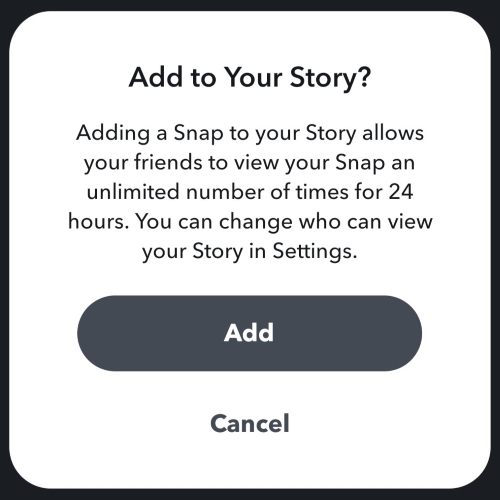 Add to Your Story?
Adding a Snap to your Story allows
your friends to view your Snap an
unlimited number of times for 24
hours. You can change who can view
your Story in Settings.
Add
Cancel